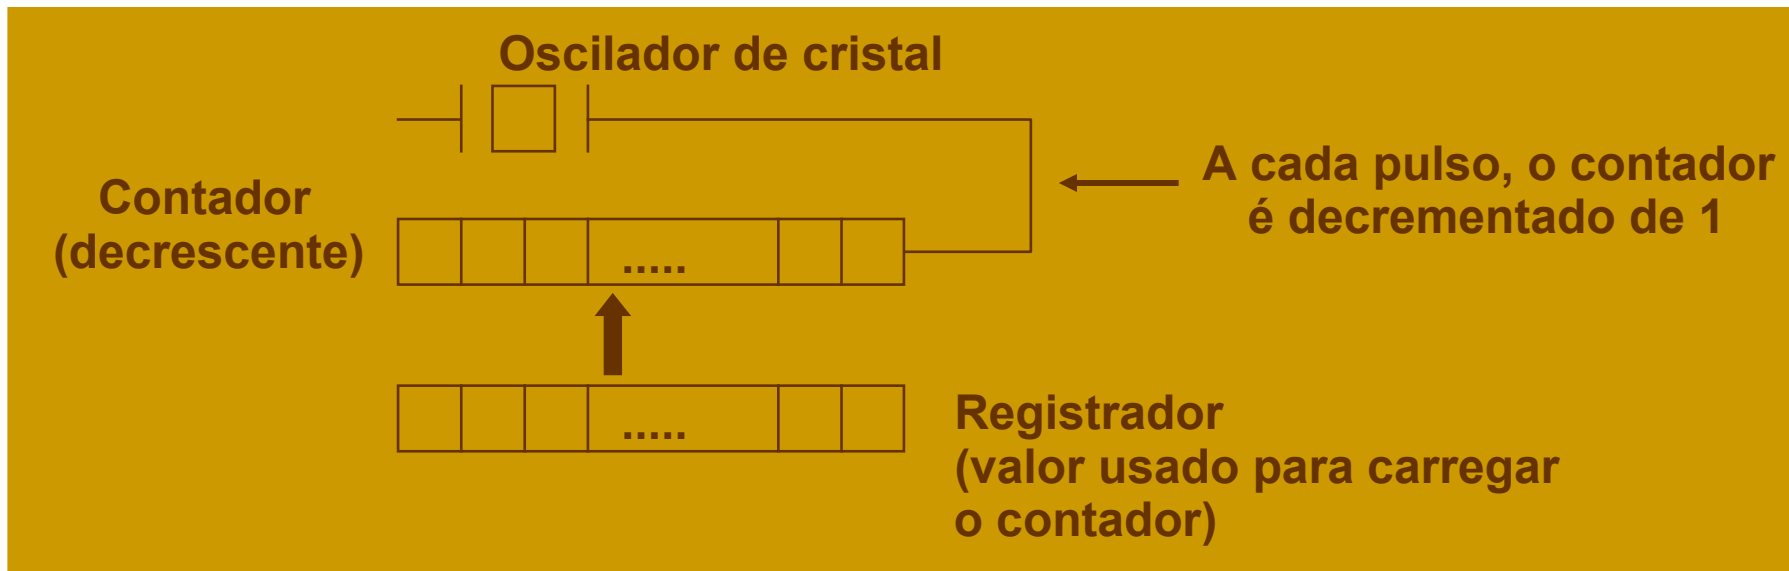 Oscilador de cristal
A cada pulso, o contador
é decrementado de 1
Contador
(decrescente)
.....
.....
Registrador
(valor usado para carregar
o contador)